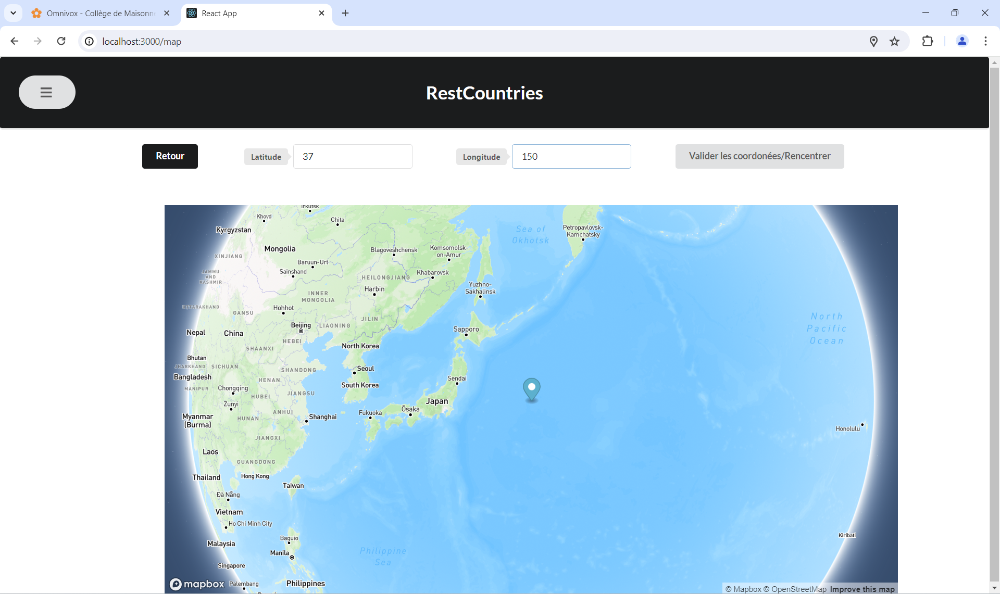 Omnivox - Collège de Maisonne
React App
localhost:3000/map
RestCountries
Retour
Latitude
37
Longitude
150
Valider les coordonées/Rencentrer
Irkutsk
Khovd
Chita
Kyrgyzstan
Sea of
Okhotsk
Petropavlovsk-
Kamchatsky
Mongolia
Blagoveshchensk
Komsomolsk-
on-Amur
XINJIANG
Baruun-Urt
Sainshand
Khabarovsk
JAMMU
AND
KASHMIR
HEILONGJIANG
Harbin
Yuzhno-
Sakhalinsk
INNER
MONGOLIA
UTTARAKHAND
Hohhot
GANSU
JILIN
North
Pacific
Ocean
Beijing
LIAONING
Sapporo
Nepal
China
HEBEI
SHAANXI
North Korea
Bhutan
JHARKHAND
SICHUAN
SHANDONG
Seoul
Bangladesh
HENAN
Sendai
MANIPUR
Chongqing
South Korea
JIANGSU
HUBEI
Zunyi
Japan
ANHUI
Ōsaka
Fukuoka
Myanmar
(Burma)
HUNAN
Shanghai
JIANGXI
Honolulu
Laos
GUANGDONG
Thailand
Hong Kong
Taiwan
Đà Nẵng
Vietnam
Ho Chi Minh City
Baguio
Kiribati
Malaysia
Manila
Philippine
Sea
Singapore
Palembang
Philippines
mapbox
© Mapbox © OpenStreetMap Improve this map